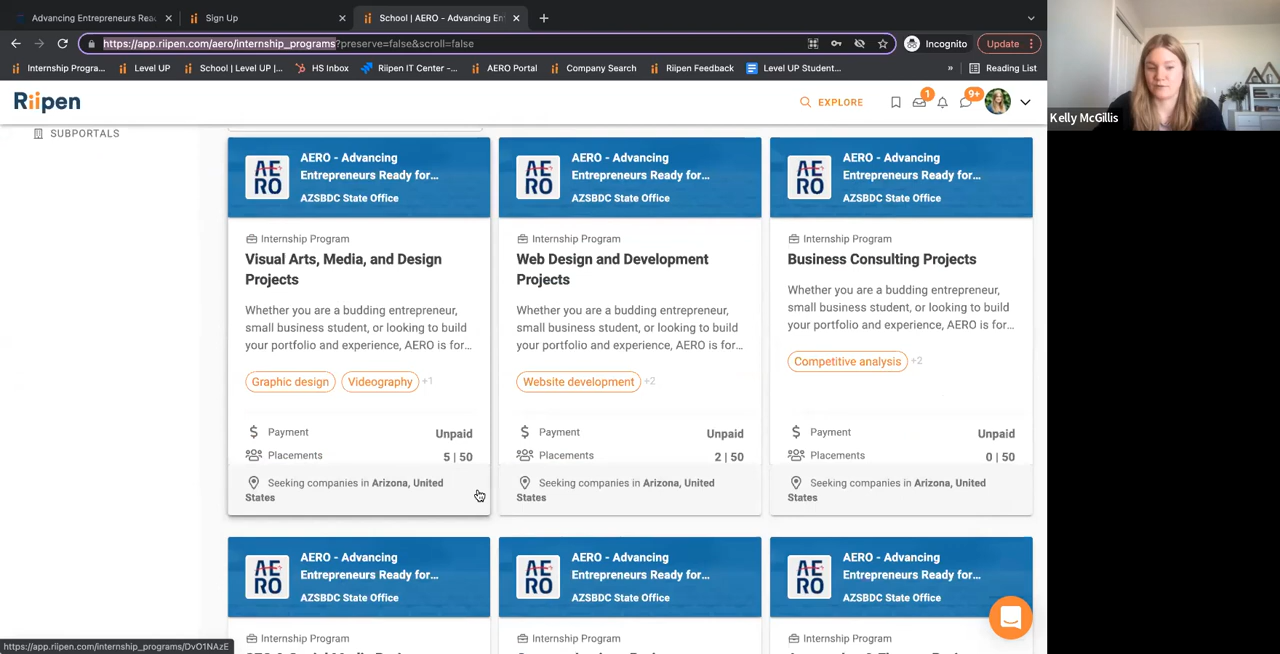 Advancing Entrepreneurs Rea
Sign Up
School | AERO - Advancing En
https://app.riipen.com/aero/internship_programs?preserve=false&scroll=false
Incognito
Update
Internship Progra...
Level UP
School | Level UP |...
HS Inbox
Riipen IT Center -...
AERO Portal
Company Search
Riipen Feedback
Level UP Student...
»
Reading List
Riipen
EXPLORE
1
9+
Kelly McGillis
SUBPORTALS
AERO
AERO - Advancing
Entrepreneurs Ready for...
AZSBDC State Office
Internship Program
Visual Arts, Media, and Design
Projects
Whether you are a budding entrepreneur,
small business student, or looking to build
your portfolio and experience, AERO is for...
Graphic design
Videography
+1
Payment
Unpaid
Placements
5 | 50
Seeking companies in Arizona, United
States
AERO
AERO - Advancing
Entrepreneurs Ready for...
AZSBDC State Office
Internship Program
Web Design and Development
Projects
Whether you are a budding entrepreneur,
small business student, or looking to build
your portfolio and experience, AERO is for...
Website development
+2
Payment
Unpaid
Placements
2 | 50
Seeking companies in Arizona, United
States
AERO
AERO - Advancing
Entrepreneurs Ready for...
AZSBDC State Office
Internship Program
Business Consulting Projects
Whether you are a budding entrepreneur,
small business student, or looking to build
your portfolio and experience, AERO is for...
Competitive analysis
+2
Payment
Unpaid
Placements
0 | 50
Seeking companies in Arizona, United
States
AERO
AERO - Advancing
Entrepreneurs Ready for...
AZSBDC State Office
Internship Program
AERO
AERO - Advancing
Entrepreneurs Ready for...
AZSBDC State Office
Internship Program
AERO
AERO - Advancing
Entrepreneurs Ready for...
AZSBDC State Office
Internship Program
https://app.riipen.com/internship_programs/DvO1NAzE